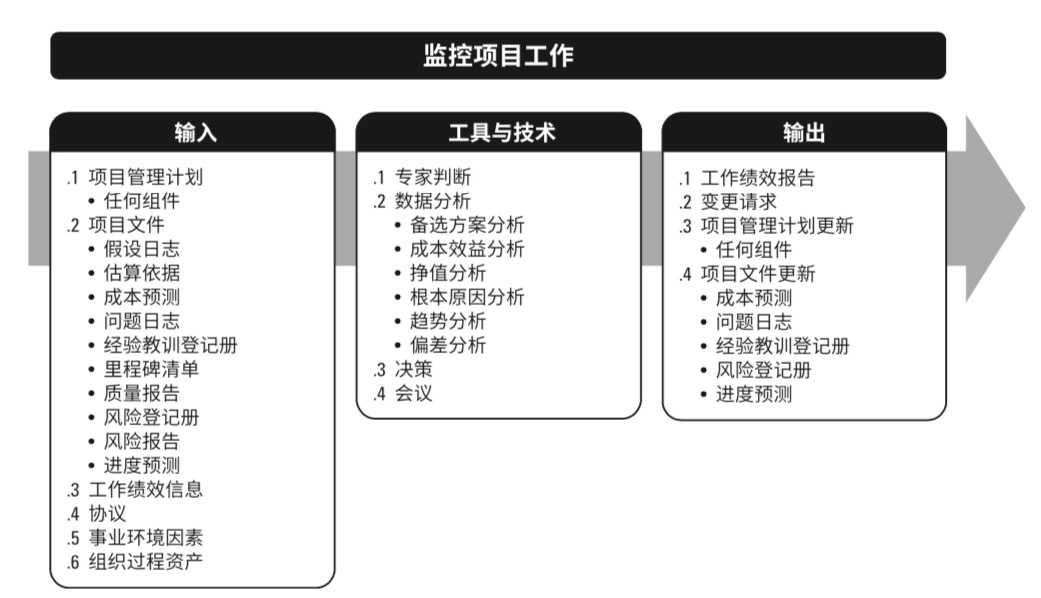 监控项目工作
输入
.1 项目管理计划
• 任何组件
.2 项目文件
• 假设日志
• 估算依据
• 成本预测
• 问题日志
• 经验教训登记册
• 里程碑清单
• 质量报告
• 风险登记册
• 风险报告
• 进度预测
.3 工作绩效信息
.4 协议
.5 事业环境因素
.6 组织过程资产
工具与技术
.1 专家判断
.2 数据分析
• 备选方案分析
• 成本效益分析
• 挣值分析
• 根本原因分析
• 趋势分析
• 偏差分析
.3 决策
.4 会议
输出
.1 工作绩效报告
.2 变更请求
.3 项目管理计划更新
• 任何组件
.4 项目文件更新
• 成本预测
• 问题日志
• 经验教训登记册
• 风险登记册
• 进度预测